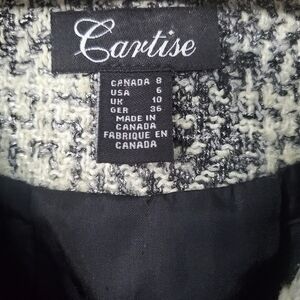 Cartise
CANADA 8
USA 6
UK 10
GER 36
MADE IN
CANADA
FABRIQUE EN
CANADA